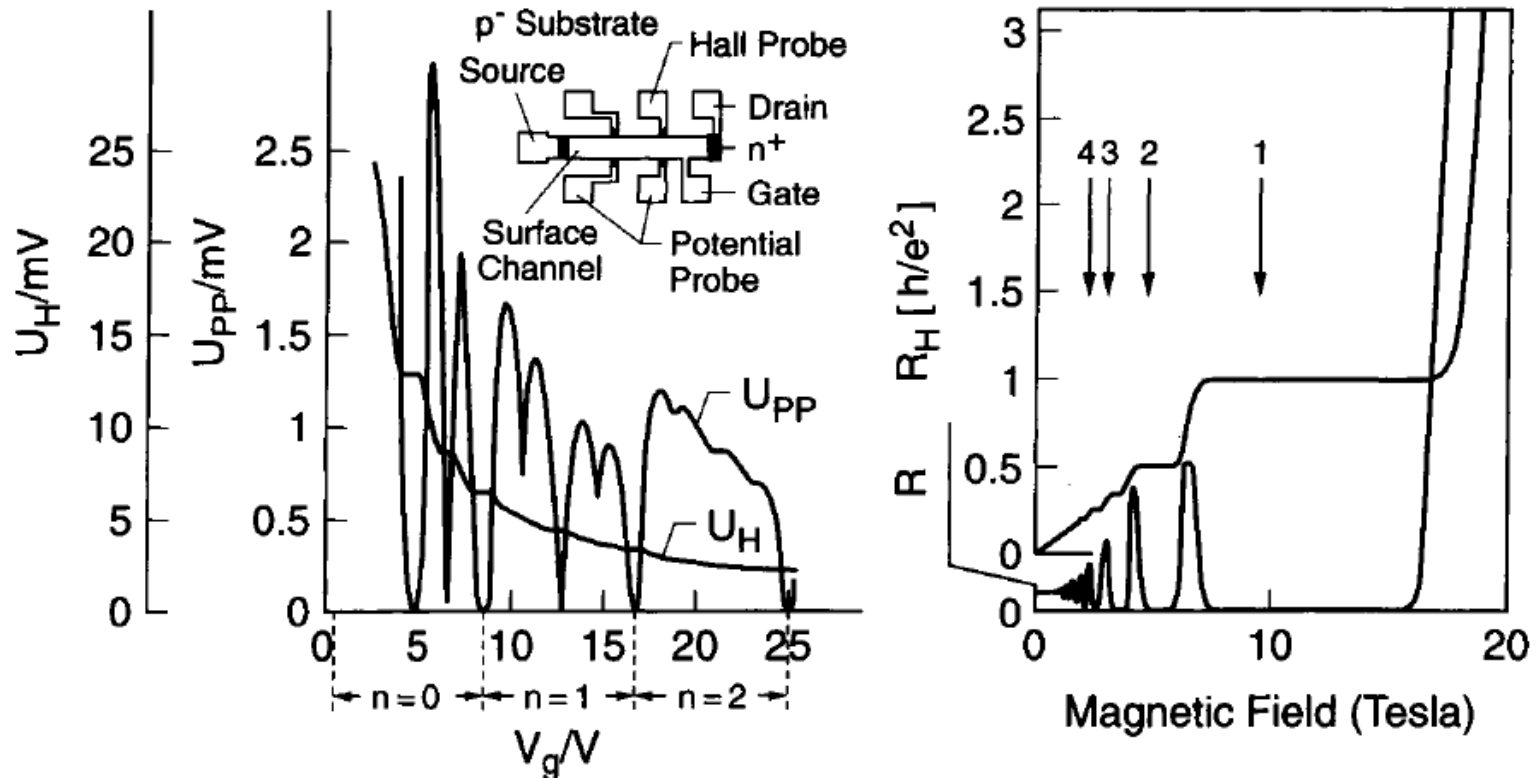 p⁻ Substrate
Source
Hall Probe
Drain
n⁺
Gate
Surface
Channel
Potential
Probe
U_H/mV
25
20
15
10
5
0
U_PP/mV
2.5
2
1.5
1
0.5
0
U_PP
U_H
0 5 10 15 20 25
n=0 n=1 n=2
V_g/V
R R_H [h/e²]
3
2.5
2
1.5
1
0.5
0
0
4 3 2 1
0 10 20
Magnetic Field (Tesla)